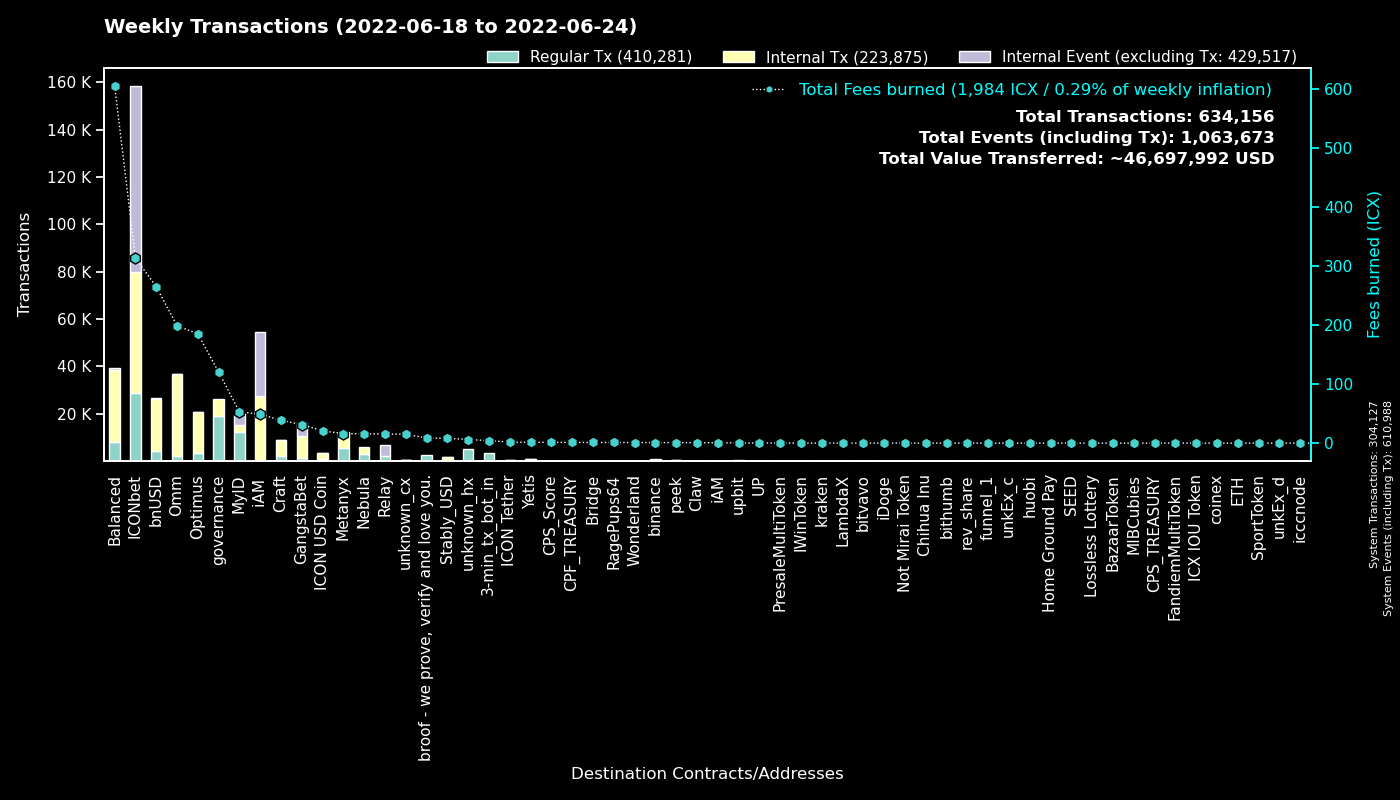 Weekly Transactions (2022-06-18 to 2022-06-24)
Regular Tx (410,281)
Internal Tx (223,875)
Internal Event (excluding Tx: 429,517)
Total Fees burned (1,984 ICX / 0.29% of weekly inflation)
Total Transactions: 634,156
Total Events (including Tx): 1,063,673
Total Value Transferred: ~46,697,992 USD
Transactions
160 K
140 K
120 K
100 K
80 K
60 K
40 K
20 K
600
500
400
300
200
100
0
Fees burned (ICX)
System Transactions: 304,127
System Events (including Tx): 610,988
Balanced
ICONbet
bnUSD
Omm
Optimus
governance
MyID
iAM
Craft
GangstaBet
ICON USD Coin
Metanyx
Nebula
Relay
unknown_cx
broof - we prove, verify and love you.
Stably_USD
unknown_hx
3-min_tx_bot_in
ICON Tether
Yetis
CPS_Score
CPF_TREASURY
Bridge
RagePups64
Wonderland
binance
peek
Claw
iAM
upbit
UP
PresaleMultiToken
IWinToken
kraken
LambdaX
bitvavo
iDoge
Not Mirai Token
Chihua Inu
bithumb
rev_share
funnel_1
unkEx_c
huobi
Home Ground Pay
SEED
Lossless Lottery
BazaarToken
MIBCubies
CPS_TREASURY
FandiemMultiToken
ICX IOU Token
coinex
ETH
SportToken
unkEx_d
icccnode
Destination Contracts/Addresses